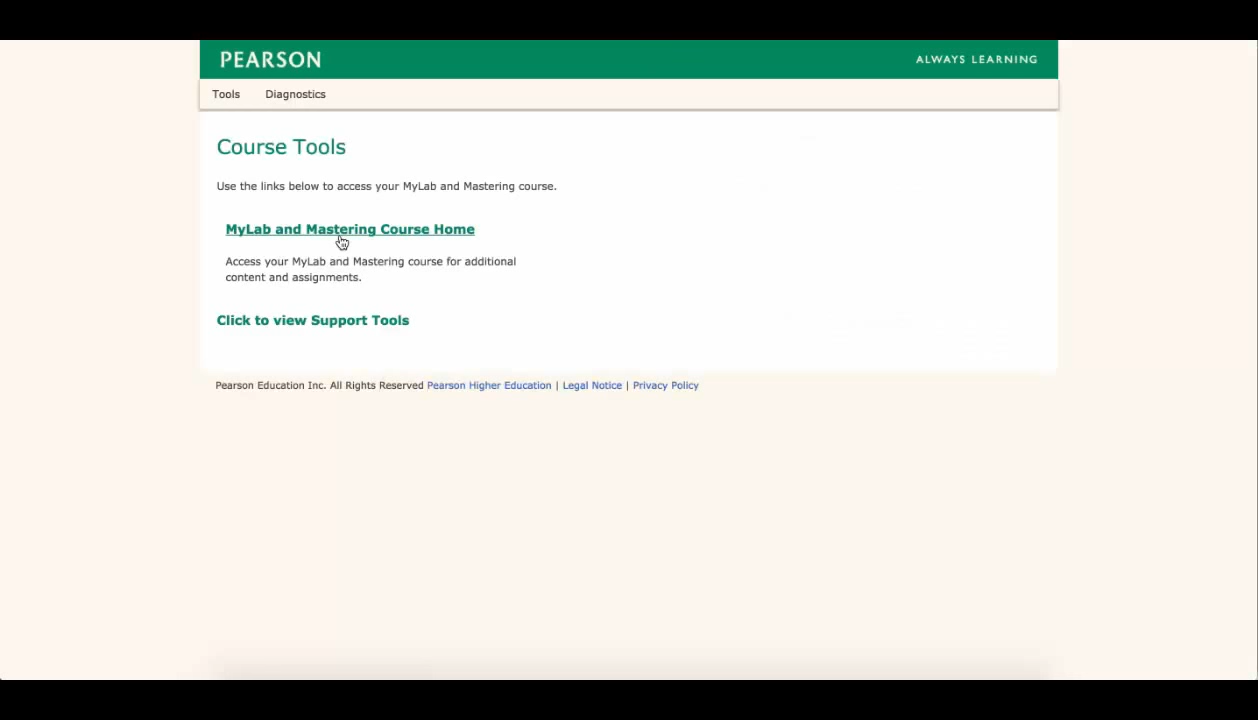 PEARSON
ALWAYS LEARNING
Tools
Diagnostics
Course Tools
Use the links below to access your MyLab and Mastering course.
MyLab and Mastering Course Home
Access your MyLab and Mastering course for additional
content and assignments.
Click to view Support Tools
Pearson Education Inc. All Rights Reserved Pearson Higher Education | Legal Notice | Privacy Policy